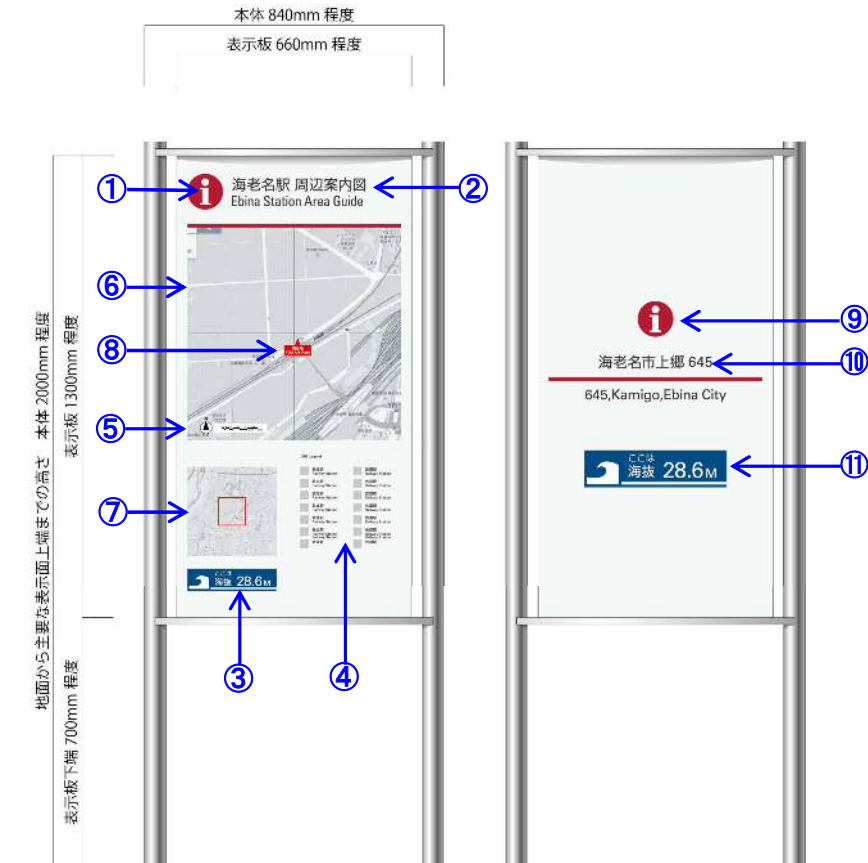 本体 840mm 程度
表示板 660mm 程度
地面から主要な表示面上端までの高さ 本体 2000mm 程度
表示板 1300mm 程度
表示板下端 700mm 程度
①
i
海老名駅 周辺案内図
Ebina Station Area Guide
②
⑥
⑧
⑤
⑦
ここは
海抜 28.6M
③
④
i
⑨
海老名市上郷 645
⑩
645,Kamigo,Ebina City
ここは
海抜 28.6M
⑪